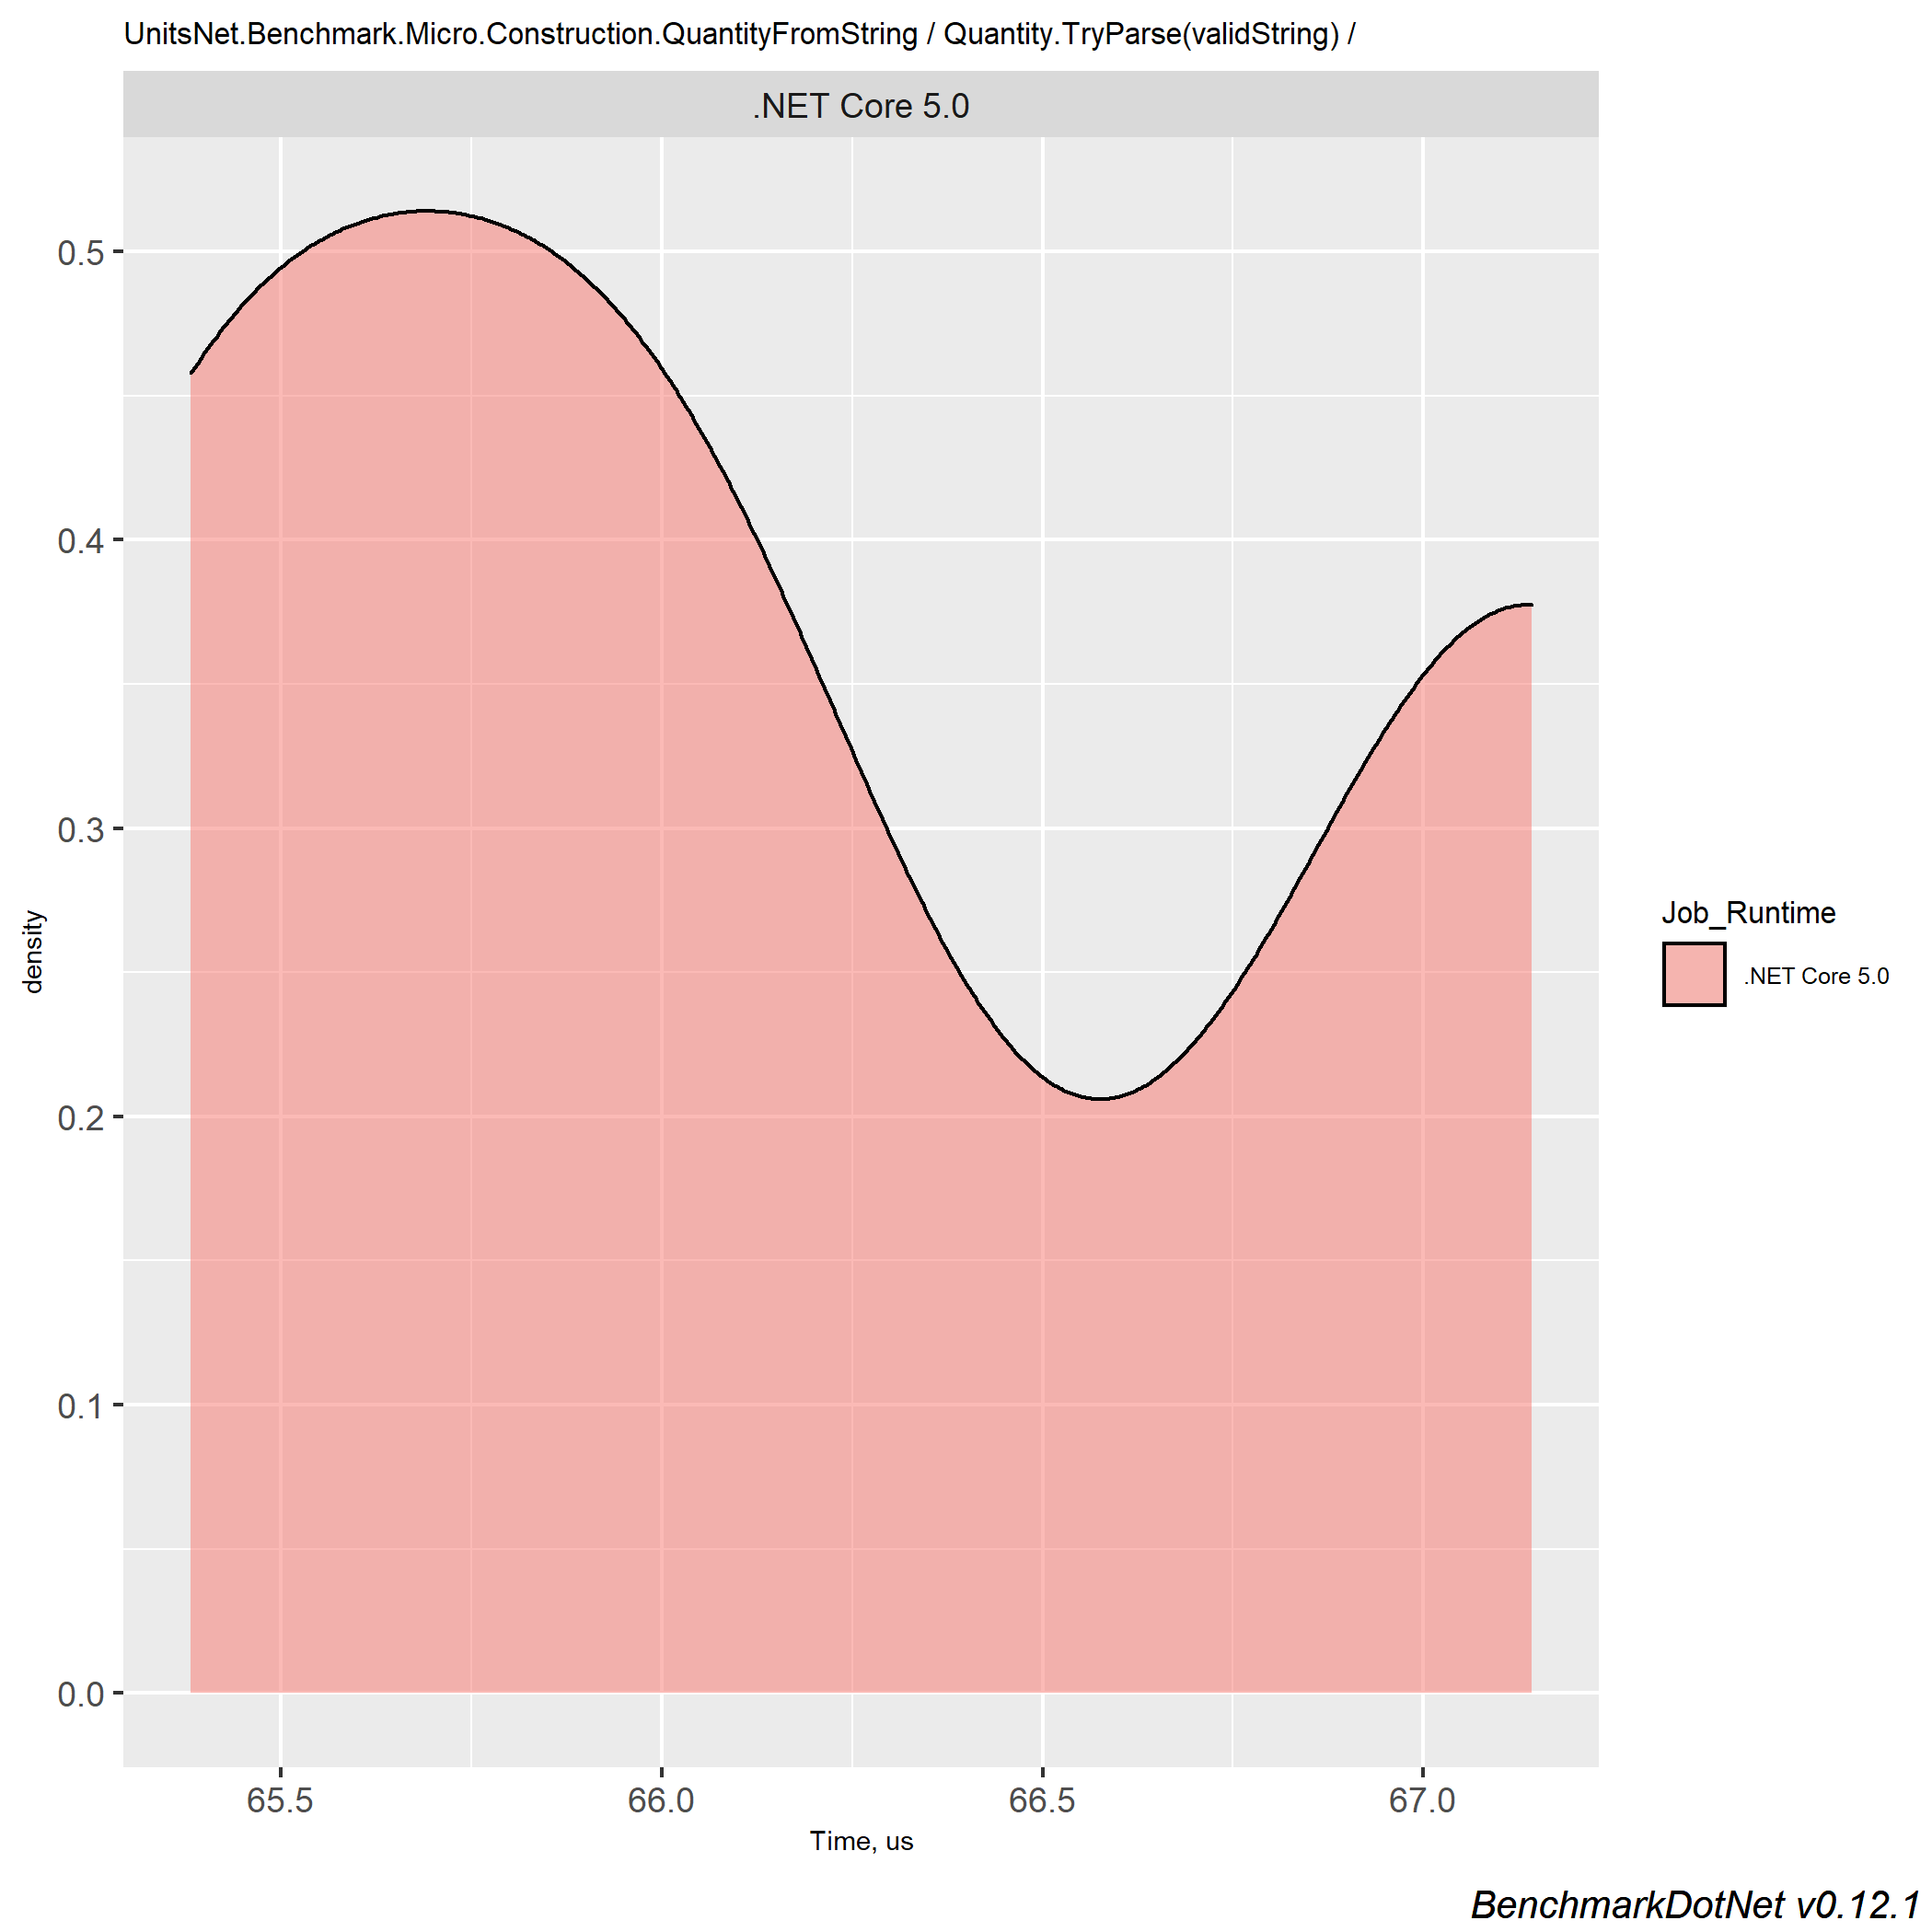 UnitsNet.Benchmark.Micro.Construction.QuantityFromString / Quantity.TryParse(validString) /
.NET Core 5.0
0.5
0.4
0.3
0.2
0.1
0.0
density
65.5 66.0 66.5 67.0
Time, us
Job_Runtime
.NET Core 5.0
BenchmarkDotNet v0.12.1